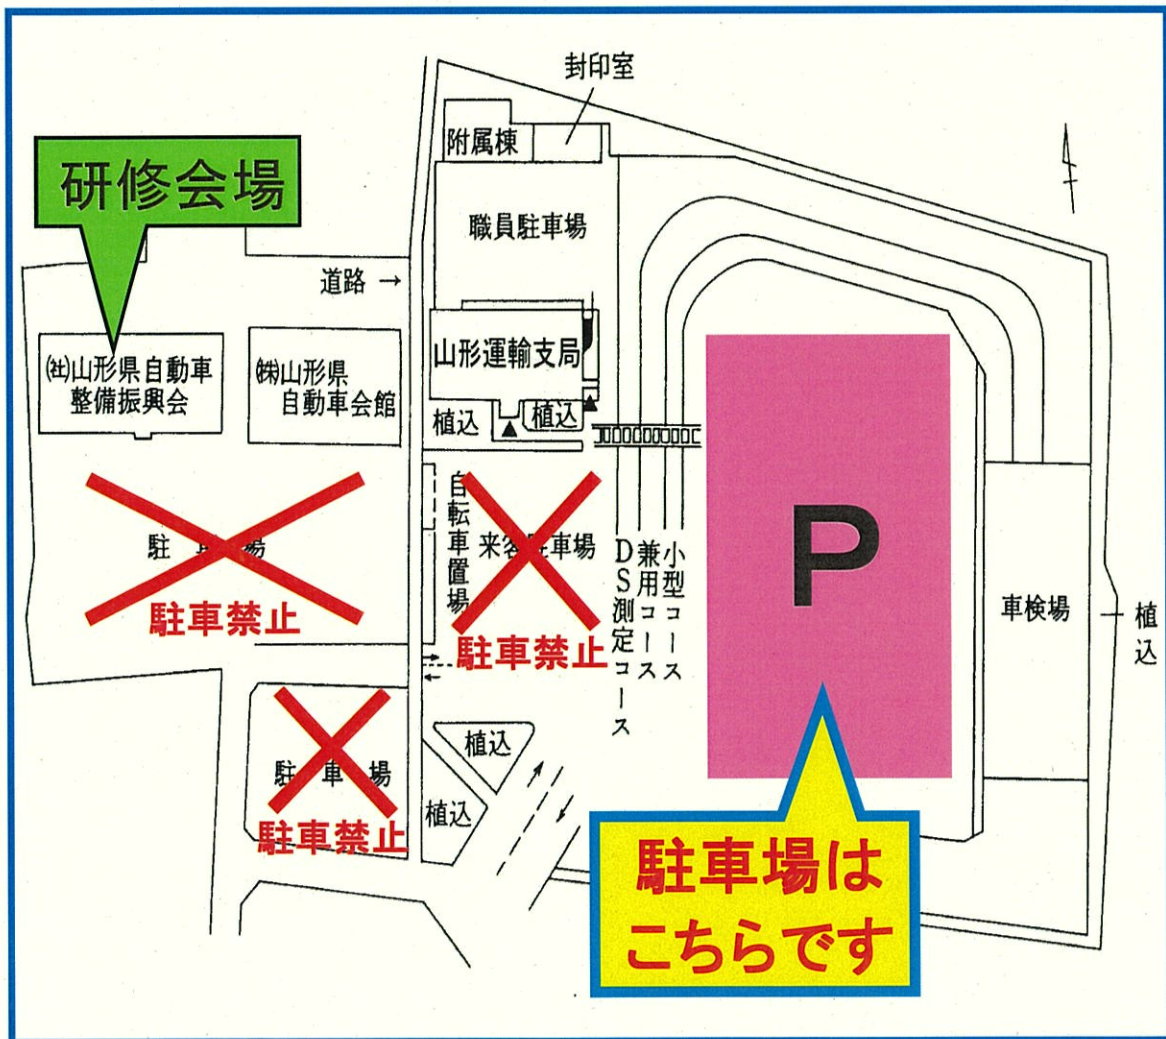 封印室
附属棟
研修会場
職員駐車場
道路 →
山形運輸支局
㈳山形県自動車
整備振興会
㈱山形県
自動車会館
植込
植込
自転車置場
来客駐車場
駐車場
駐車禁止
駐車禁止
DS測定コース
兼用コース
小型コース
P
車検場
植込
植込
植込
駐車場
駐車禁止
駐車場は
こちらです